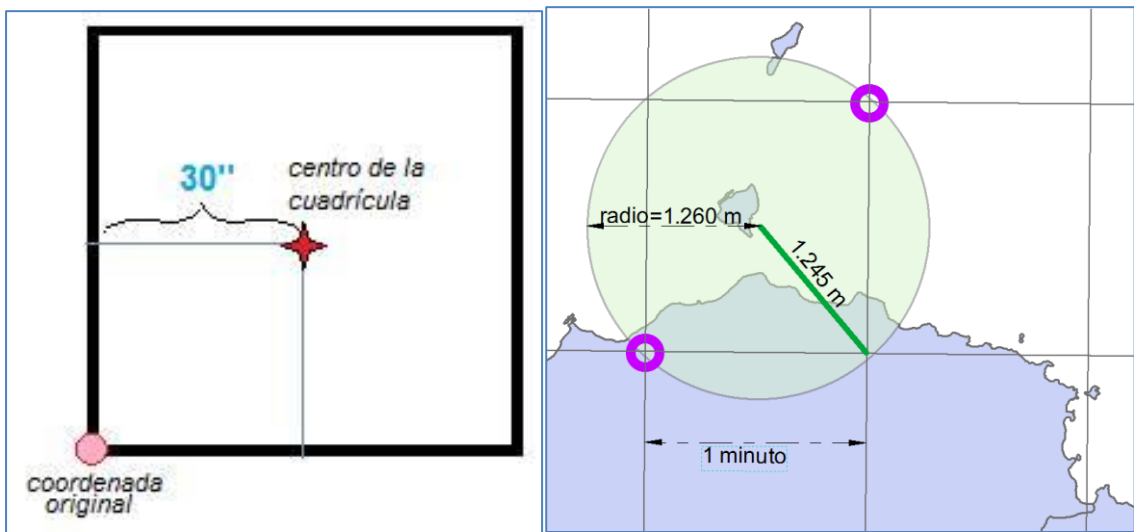 30"
centro de la
cuadrícula
coordenada
original
radio=1.260 m
1.245 m
1 minuto